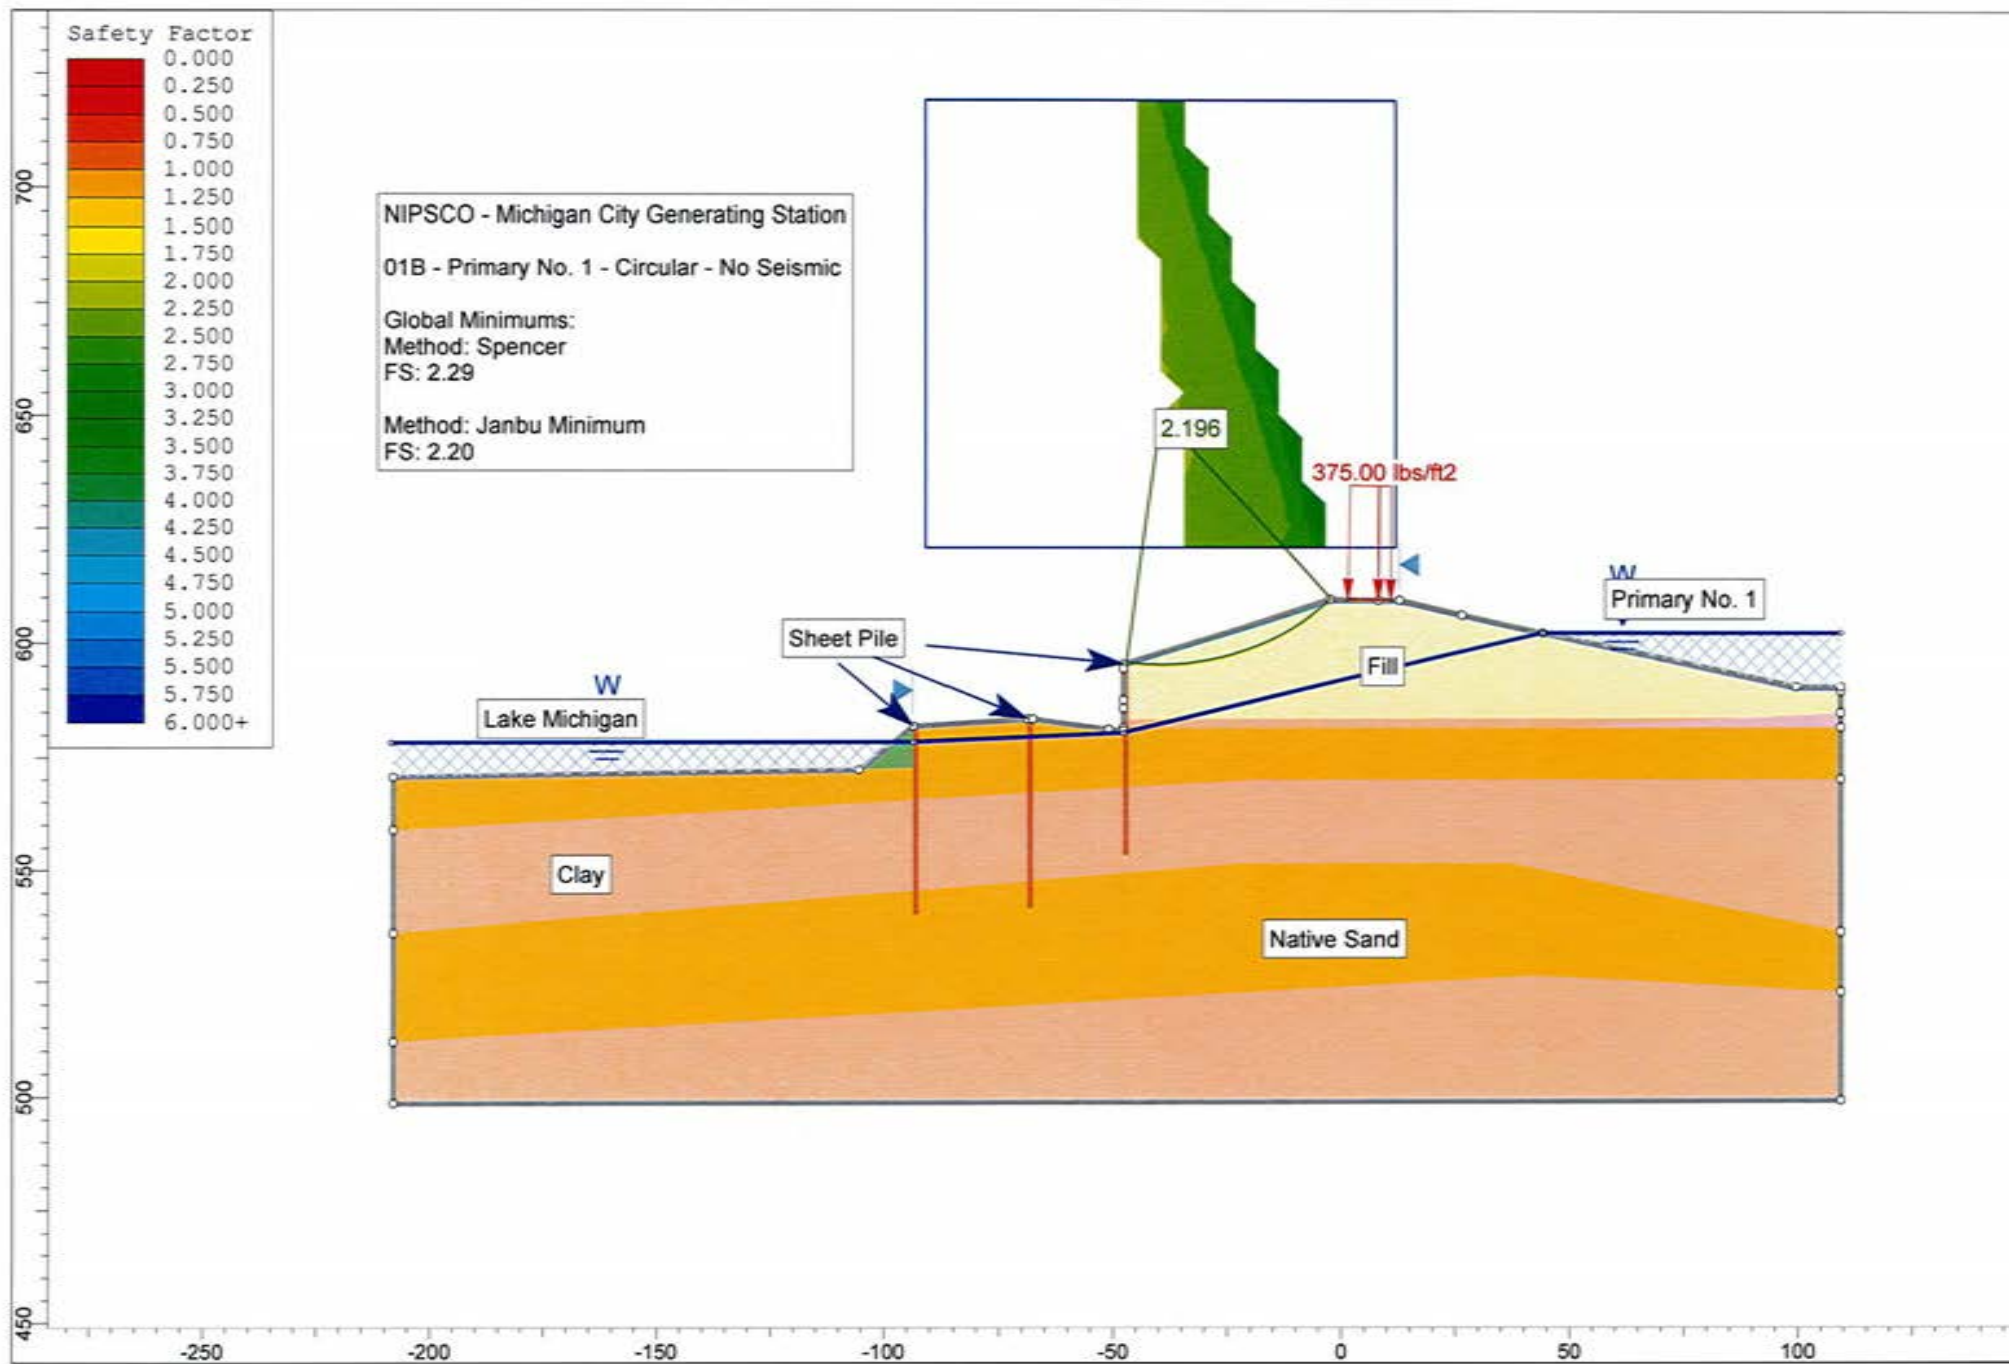 Safety Factor
0.000
0.250
0.500
0.750
1.000
1.250
1.500
1.750
2.000
2.250
2.500
2.750
3.000
3.250
3.500
3.750
4.000
4.250
4.500
4.750
5.000
5.250
5.500
5.750
6.000+
NIPSCO - Michigan City Generating Station
01B - Primary No. 1 - Circular - No Seismic
Global Minimums:
Method: Spencer
FS: 2.29
Method: Janbu Minimum
FS: 2.20
2.196
375.00 lbs/ft2
W
Primary No. 1
Sheet Pile
Fill
W
Lake Michigan
Clay
Native Sand
700
650
600
550
500
450
-250
-200
-150
-100
-50
0
50
100